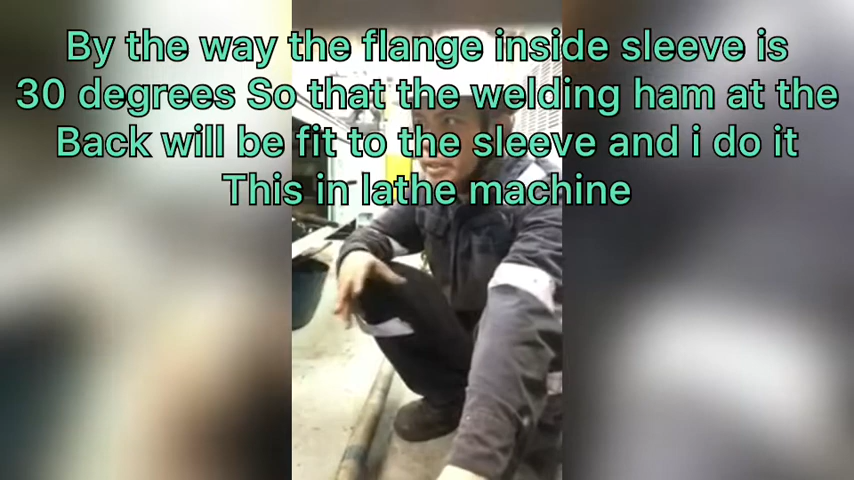 By the way the flange inside sleeve is
30 degrees So that the welding ham at the
Back will be fit to the sleeve and i do it
This in lathe machine